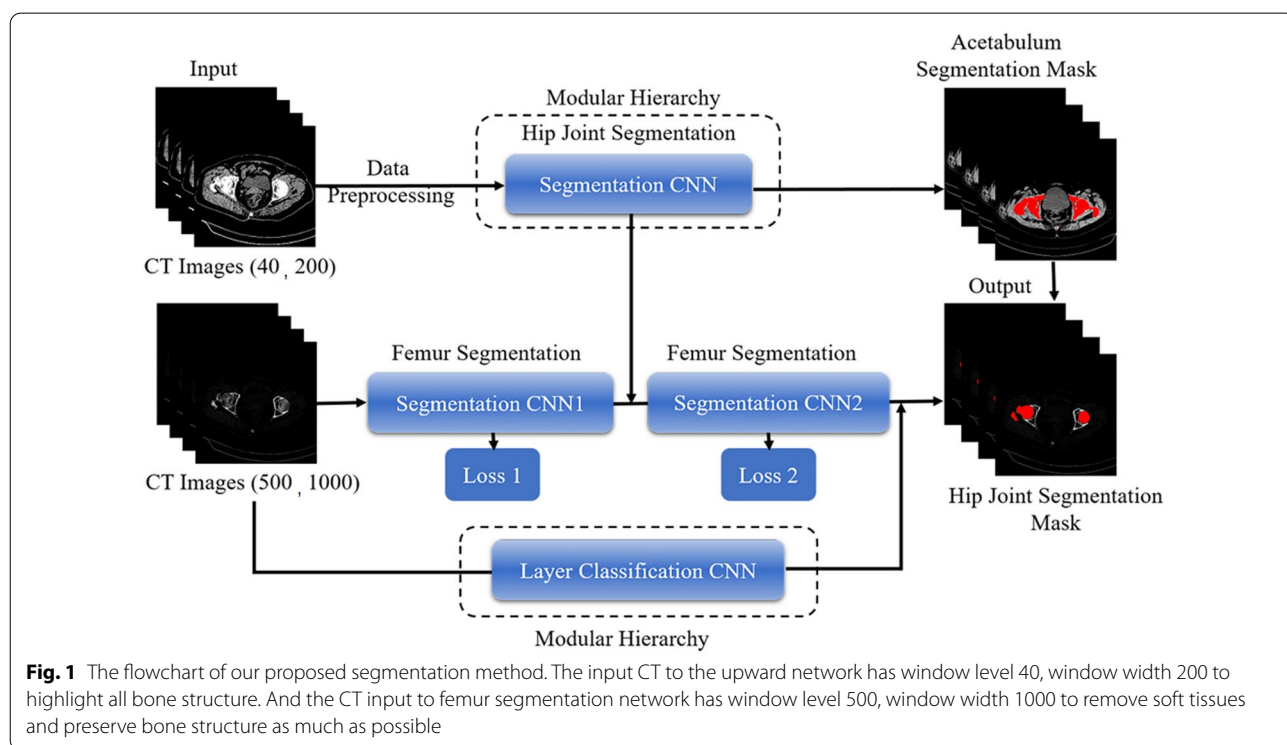 Input
Acetabulum
Segmentation Mask
Modular Hierarchy
Hip Joint Segmentation
Data
Preprocessing
Segmentation CNN
CT Images (40 , 200)
Output
Femur Segmentation
Femur Segmentation
Segmentation CNN1
Segmentation CNN2
Loss 1
Loss 2
CT Images (500 , 1000)
Hip Joint Segmentation
Mask
Layer Classification CNN
Modular Hierarchy
Fig. 1 The flowchart of our proposed segmentation method. The input CT to the upward network has window level 40, window width 200 to
highlight all bone structure. And the CT input to femur segmentation network has window level 500, window width 1000 to remove soft tissues
and preserve bone structure as much as possible